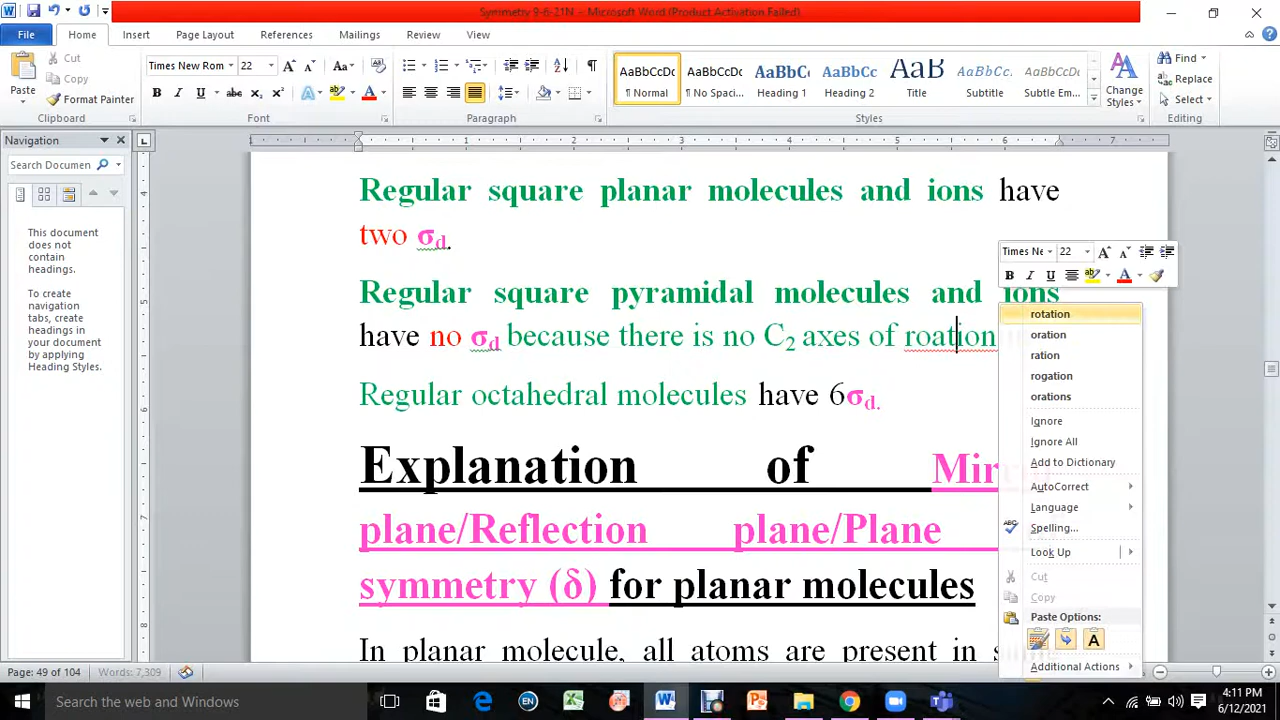 Symmetry 9-6-21N - Microsoft Word (Product Activation Failed)
File Home Insert Page Layout References Mailings Review View
Cut
Copy
Format Painter
Paste
Clipboard
Times New Rom 22
Font
Paragraph
AaBbCcDc AaBbCcDc AaBbCc AaBbCc AaB AaBbCc. AaBbCcDc
¶ Normal ¶ No Spaci... Heading 1 Heading 2 Title Subtitle Subtle Em...
Change Styles
Styles
Find
Replace
Select
Editing
Navigation
Search Documen
This document
does not
contain
headings.
To create
navigation
tabs, create
headings in
your document
by applying
Heading Styles.
Regular square planar molecules and ions have
two σd.
Regular square pyramidal molecules and ions
have no σd because there is no C2 axes of roation
Regular octahedral molecules have 6σd.
Explanation of
plane/Reflection plane/Plane
symmetry (δ) for planar molecules
In planar molecule, all atoms are present in
Times Ne 22
rotation
oration
ration
rogation
orations
Ignore
Ignore All
Add to Dictionary
AutoCorrect
Language
Spelling...
Look Up
Cut
Copy
Paste Options:
Additional Actions
Page: 49 of 104 Words: 7,309
Search the web and Windows
4:11 PM
6/12/2021